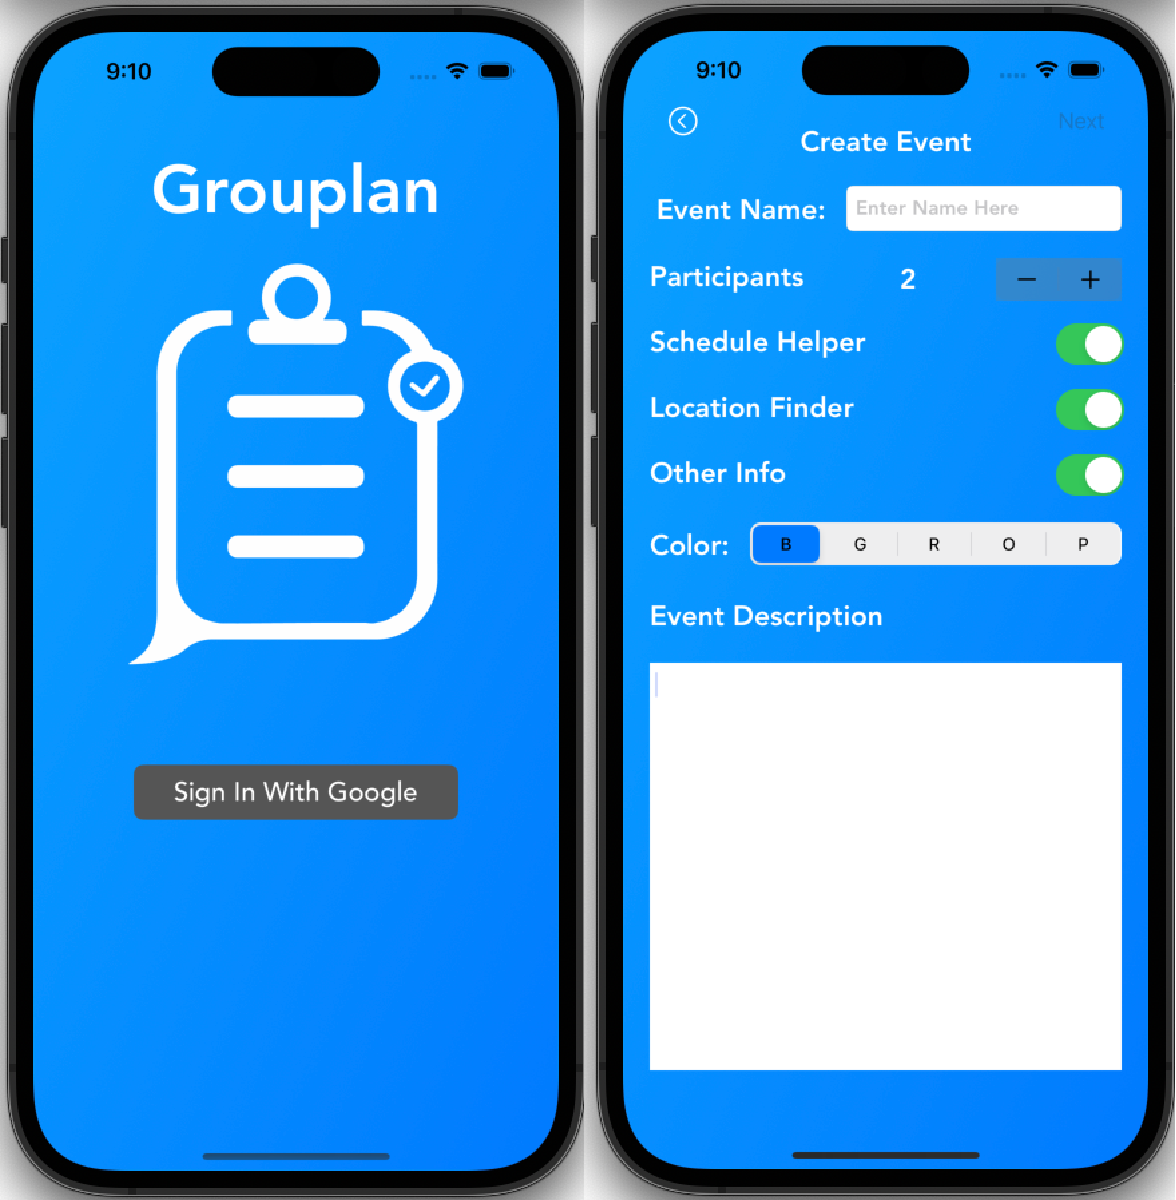 9:10
Grouplan
Sign In With Google
9:10
Next
Create Event
Event Name: Enter Name Here
Participants 2 − +
Schedule Helper
Location Finder
Other Info
Color: B G R O P
Event Description